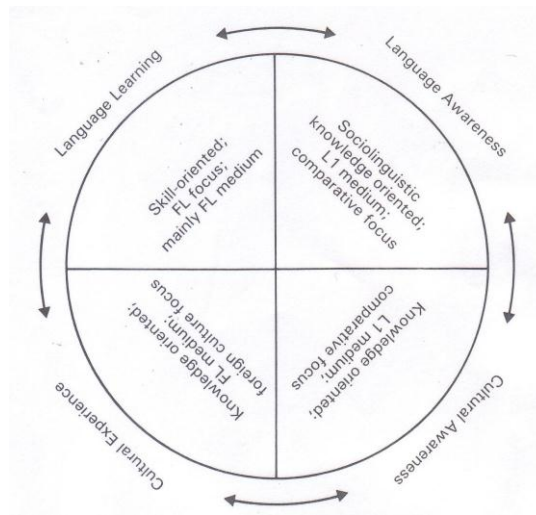 Language Learning
Language Awareness
Skill-oriented;
FL focus;
mainly FL medium
Sociolinguistic
knowledge oriented;
L1 medium;
comparative focus
Knowledge oriented;
FL medium;
foreign culture focus
Knowledge oriented;
L1 medium;
comparative focus
Cultural Experience
Cultural Awareness